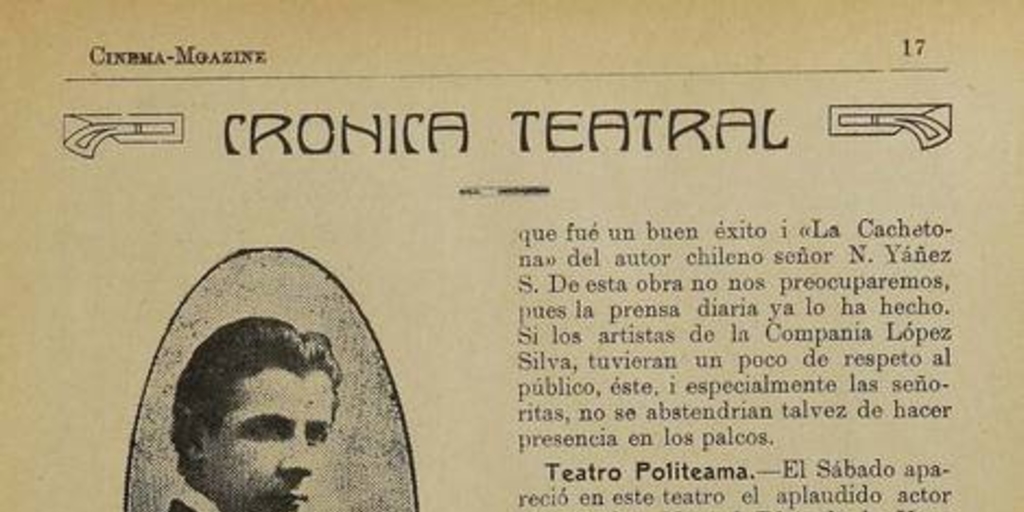 CINEMA-MGAZINE
17
CRONICA TEATRAL
que fué un buen éxito i «La Cacheto-
na» del autor chileno señor N. Yáñez
S. De esta obra no nos preocuparemos,
pues la prensa diaria ya lo ha hecho.
Si los artistas de la Compania López
Silva, tuvieran un poco de respeto al
público, éste, i especialmente las seño-
ritas, no se abstendrian talvez de hacer
presencia en los palcos.
Teatro Politeama.—El Sábado apa-
reció en este teatro el aplaudido actor